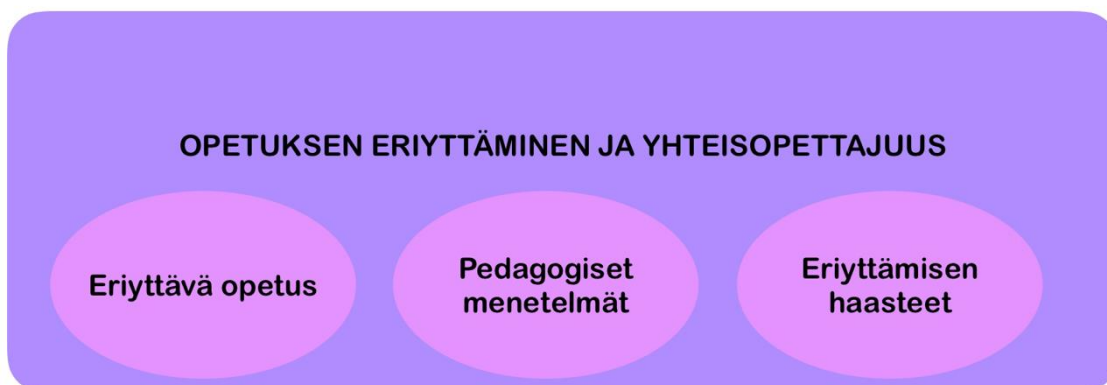 OPETUKSEN ERIYTTÄMINEN JA YHTEISOPETTAJUUS
Eriyttävä opetus
Pedagogiset
menetelmät
Eriyttämisen
haasteet